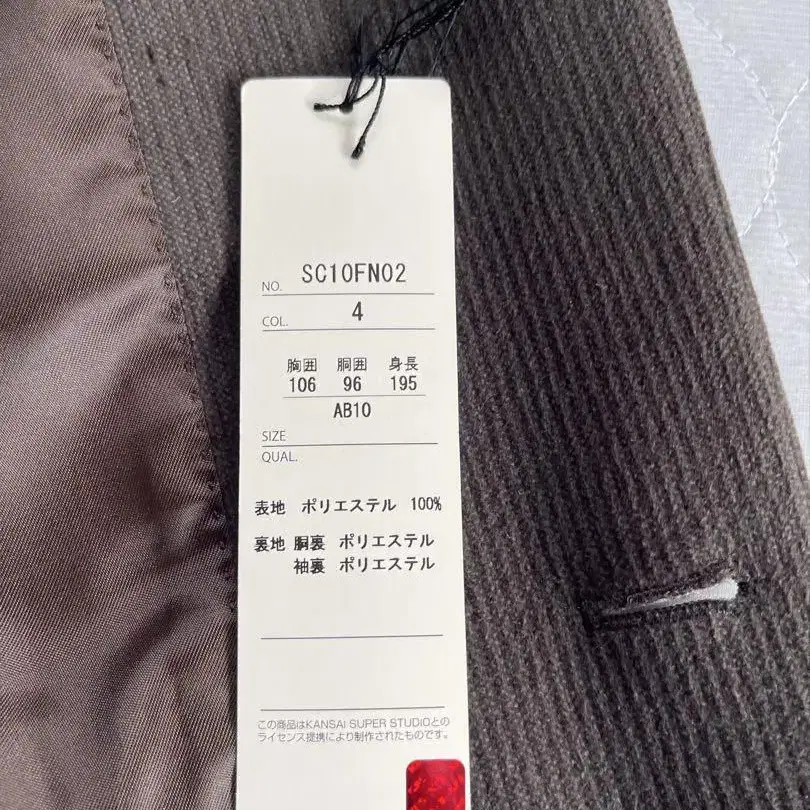 NO. SC10FN02
COL. 4
胸囲 胴囲 身長
106 96 195
AB10
SIZE
QUAL.
表地 ポリエステル 100%
裏地 胴裏 ポリエステル
袖裏 ポリエステル
この商品はKANSAI SUPER STUDIOとの
ライセンス提携により制作されたものです。